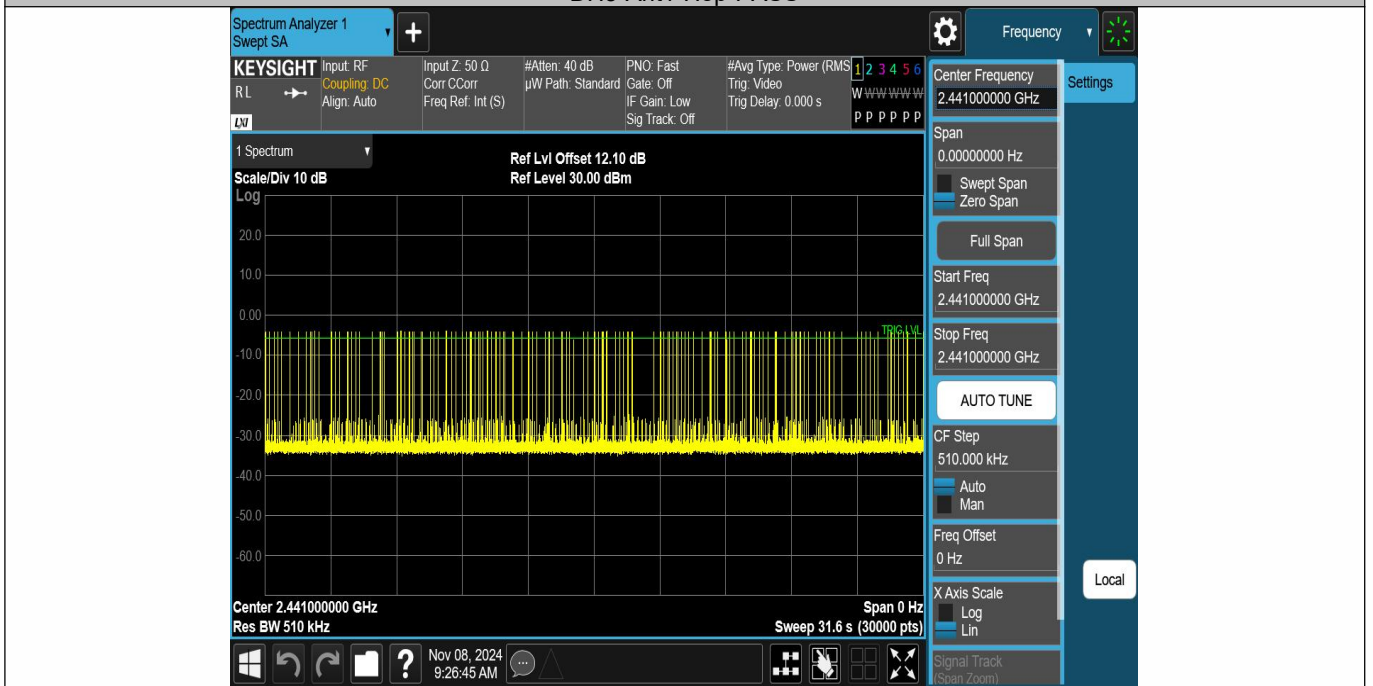 Spectrum Analyzer 1
Swept SA
+
Frequency
KEYSIGHT
RL
LXI
Input: RF
Coupling: DC
Align: Auto
Input Z: 50 Ω
Corr CCorr
Freq Ref: Int (S)
#Atten: 40 dB
µW Path: Standard
PNO: Fast
Gate: Off
IF Gain: Low
Sig Track: Off
#Avg Type: Power (RMS
Trig: Video
Trig Delay: 0.000 s
1 2 3 4 5 6
W W W W W W
P P P P P P
Center Frequency
2.441000000 GHz
Settings
Span
0.00000000 Hz
Swept Span
Zero Span
Full Span
Start Freq
2.441000000 GHz
Stop Freq
2.441000000 GHz
AUTO TUNE
CF Step
510.000 kHz
Auto
Man
Freq Offset
0 Hz
X Axis Scale
Log
Lin
Signal Track
(Span Zoom)
Local
1 Spectrum
Scale/Div 10 dB
Log
Ref Lvl Offset 12.10 dB
Ref Level 30.00 dBm
20.0
10.0
0.00
-10.0
-20.0
-30.0
-40.0
-50.0
-60.0
TRIG LVL
Center 2.441000000 GHz
Res BW 510 kHz
Span 0 Hz
Sweep 31.6 s (30000 pts)
?
Nov 08, 2024
9:26:45 AM